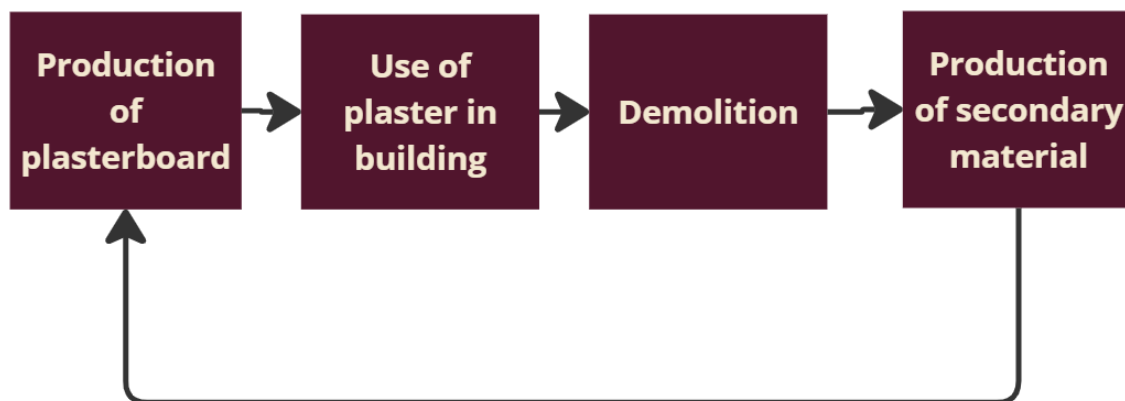 Production
of
plasterboard
Use of
plaster in
building
Demolition
Production
of secondary
material